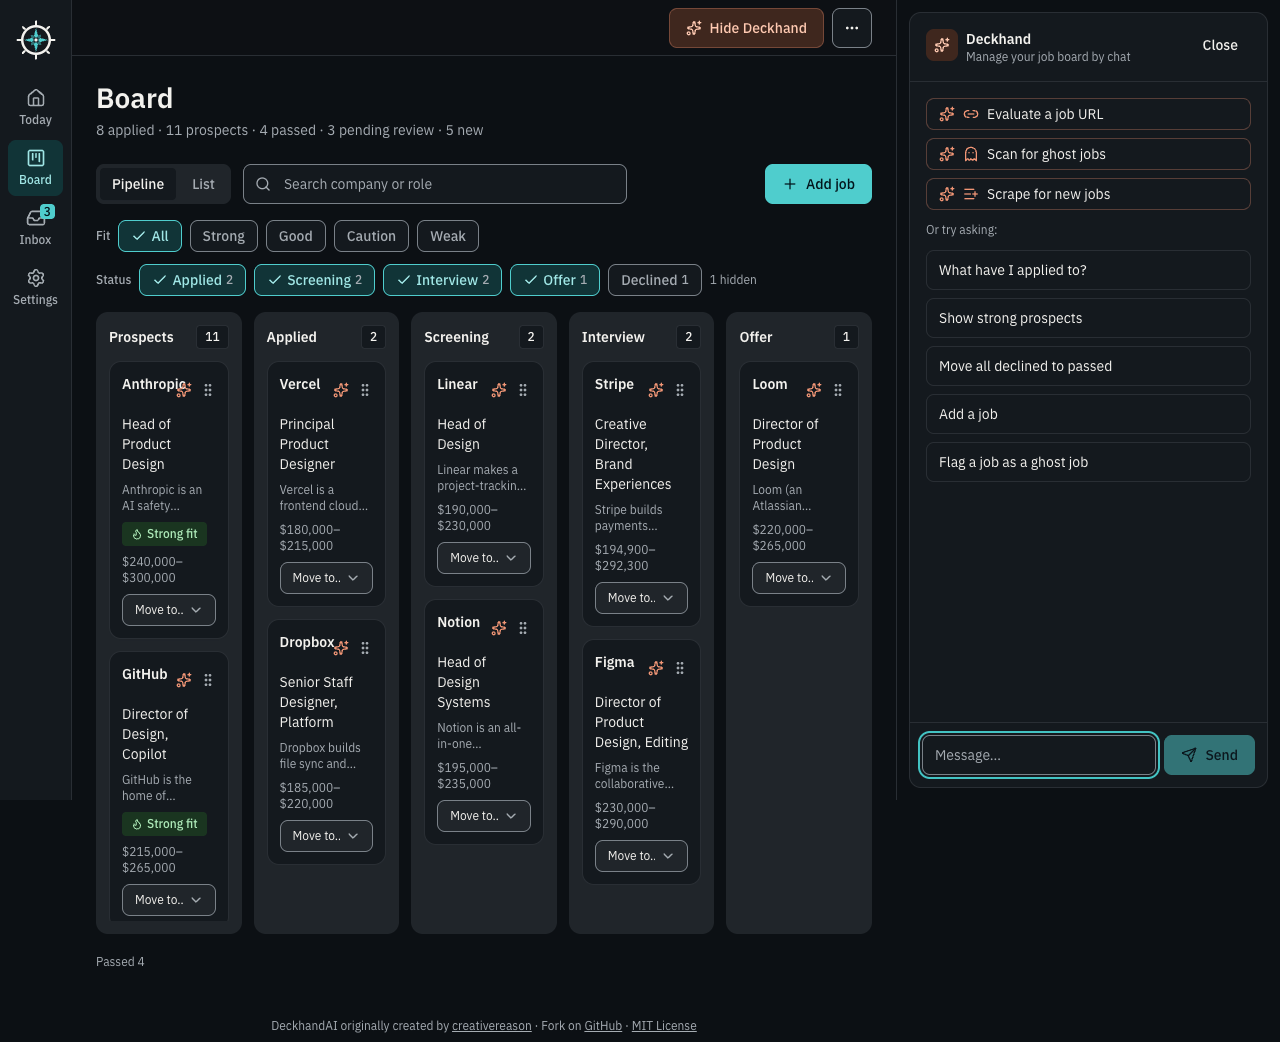 Hide Deckhand
Today
Board
3
Inbox
Settings
Board
8 applied · 11 prospects · 4 passed · 3 pending review · 5 new
Pipeline
List
Search company or role
Add job
Fit
All
Strong
Good
Caution
Weak
Status
Applied 2
Screening 2
Interview 2
Offer 1
Declined 1
1 hidden
Prospects 11
Anthropic
Head of
Product
Design
Anthropic is an
AI safety...
Strong fit
$240,000–
$300,000
Move to..
GitHub
Director of
Design,
Copilot
GitHub is the
home of...
Strong fit
$215,000–
$265,000
Move to..
Applied 2
Vercel
Principal
Product
Designer
Vercel is a
frontend cloud...
$180,000–
$215,000
Move to..
Dropbox
Senior Staff
Designer,
Platform
Dropbox builds
file sync and...
$185,000–
$220,000
Move to..
Screening 2
Linear
Head of
Design
Linear makes a
project-trackin...
$190,000–
$230,000
Move to..
Notion
Head of
Design
Systems
Notion is an all-
in-one...
$195,000–
$235,000
Move to..
Interview 2
Stripe
Creative
Director,
Brand
Experiences
Stripe builds
payments...
$194,900–
$292,300
Move to..
Figma
Director of
Product
Design, Editing
Figma is the
collaborative...
$230,000–
$290,000
Move to..
Offer 1
Loom
Director of
Product
Design
Loom (an
Atlassian...
$220,000–
$265,000
Move to..
Passed 4
DeckhandAI originally created by creativereason · Fork on GitHub · MIT License
Deckhand
Manage your job board by chat
Close
Evaluate a job URL
Scan for ghost jobs
Scrape for new jobs
Or try asking:
What have I applied to?
Show strong prospects
Move all declined to passed
Add a job
Flag a job as a ghost job
Message...
Send